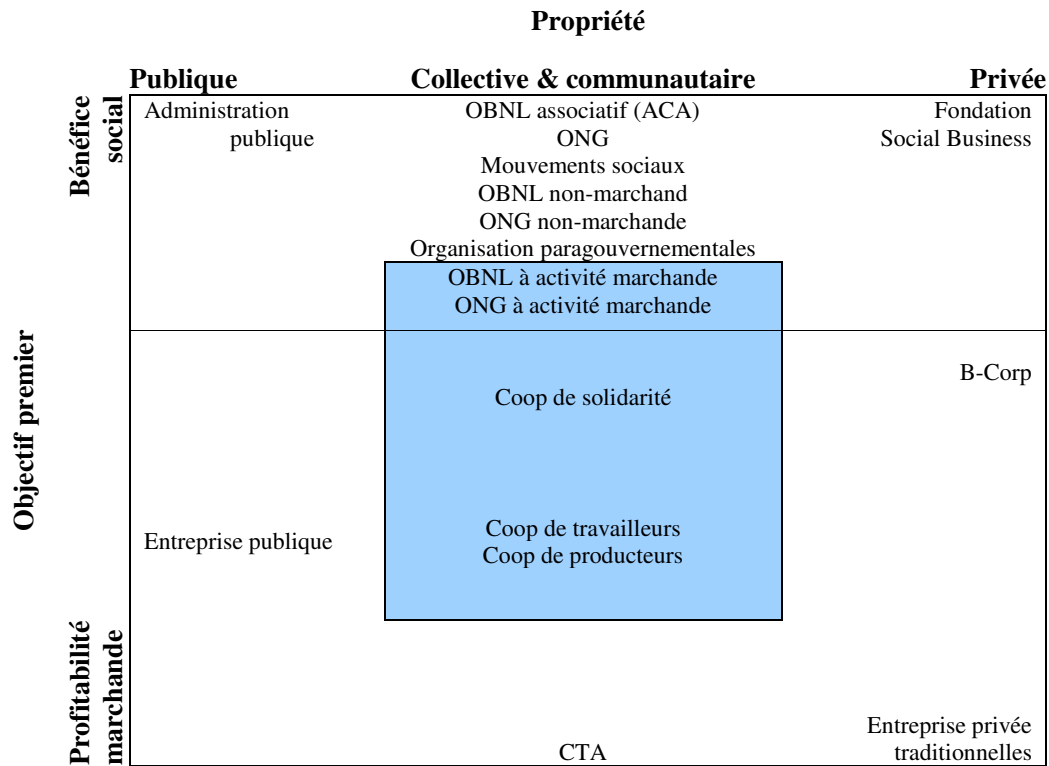 Propriété
Publique Collective & communautaire Privée
Bénéfice
social
Administration
publique
OBNL associatif (ACA)
ONG
Mouvements sociaux
OBNL non-marchand
ONG non-marchande
Organisation paragouvernementales
OBNL à activité marchande
ONG à activité marchande
Fondation
Social Business
Objectif premier
B-Corp
Coop de solidarité
Entreprise publique
Coop de travailleurs
Coop de producteurs
Profitabilité
marchande
CTA
Entreprise privée
traditionnelles